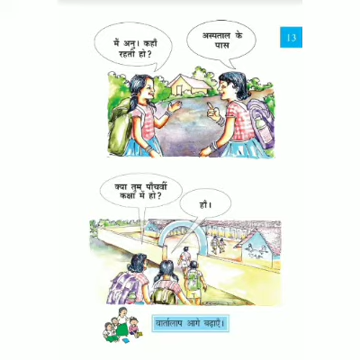 मैं अनु। कहाँ
रहती हो?
अस्पताल के
पास
13
क्या तुम पाँचवीं
कक्षा में हो?
हाँ।
वार्तालाप आगे बढ़ाएँ।